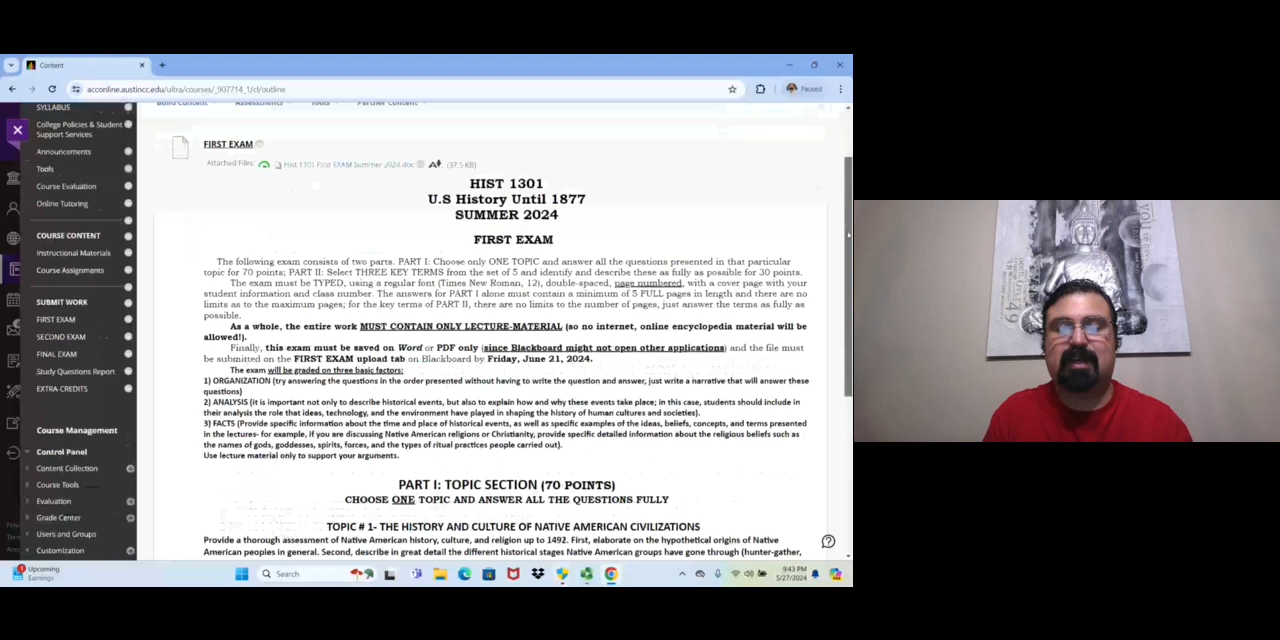 Content
acconline.austincc.edu/ultra/courses/_907714_1/cl/outline
Paused
SYLLABUS
College Policies & Student
Support Services
Announcements
Tools
Course Evaluation
Online Tutoring
COURSE CONTENT
Instructional Materials
Course Assignments
SUBMIT WORK
FIRST EXAM
SECOND EXAM
FINAL EXAM
Study Questions Report
EXTRA CREDITS
Course Management
Control Panel
Content Collection
Course Tools
Evaluation
Grade Center
Users and Groups
Customization
Build Content Assessments Tools Partner Content
FIRST EXAM
Attached Files: Hist 1301 First EXAM Summer 2024.doc (37.5 KB)
HIST 1301
U.S History Until 1877
SUMMER 2024
FIRST EXAM
The following exam consists of two parts. PART I: Choose only ONE TOPIC and answer all the questions presented in that particular
topic for 70 points; PART II: Select THREE KEY TERMS from the set of 5 and identify and describe these as fully as possible for 30 points.
The exam must be TYPED, using a regular font (Times New Roman, 12), double-spaced, page numbered, with a cover page with your
student information and class number. The answers for PART I alone must contain a minimum of 5 FULL pages in length and there are no
limits as to the maximum pages; for the key terms of PART II, there are no limits to the number of pages, just answer the terms as fully as
possible.
As a whole, the entire work MUST CONTAIN ONLY LECTURE-MATERIAL (so no internet, online encyclopedia material will be
allowed!).
Finally, this exam must be saved on Word or PDF only (since Blackboard might not open other applications) and the file must
be submitted on the FIRST EXAM upload tab on Blackboard by Friday, June 21, 2024.
The exam will be graded on three basic factors:
1) ORGANIZATION (try answering the questions in the order presented without having to write the question and answer, just write a narrative that will answer these
questions)
2) ANALYSIS (it is important not only to describe historical events, but also to explain how and why these events take place; in this case, students should include in
their analysis the role that ideas, technology, and the environment have played in shaping the history of human cultures and societies).
3) FACTS (Provide specific information about the time and place of historical events, as well as specific examples of the ideas, beliefs, concepts, and terms presented
in the lectures- for example, if you are discussing Native American religions or Christianity, provide specific detailed information about the religious beliefs such as
the names of gods, goddesses, spirits, forces, and the types of ritual practices people carried out).
Use lecture material only to support your arguments.
PART I: TOPIC SECTION (70 POINTS)
CHOOSE ONE TOPIC AND ANSWER ALL THE QUESTIONS FULLY
TOPIC # 1- THE HISTORY AND CULTURE OF NATIVE AMERICAN CIVILIZATIONS
Provide a thorough assessment of Native American history, culture, and religion up to 1492. First, elaborate on the hypothetical origins of Native
American peoples in general. Second, describe in great detail the different historical stages Native American groups have gone through (hunter-gather,
Upcoming
Earnings
Search
9:43 PM
5/27/2024